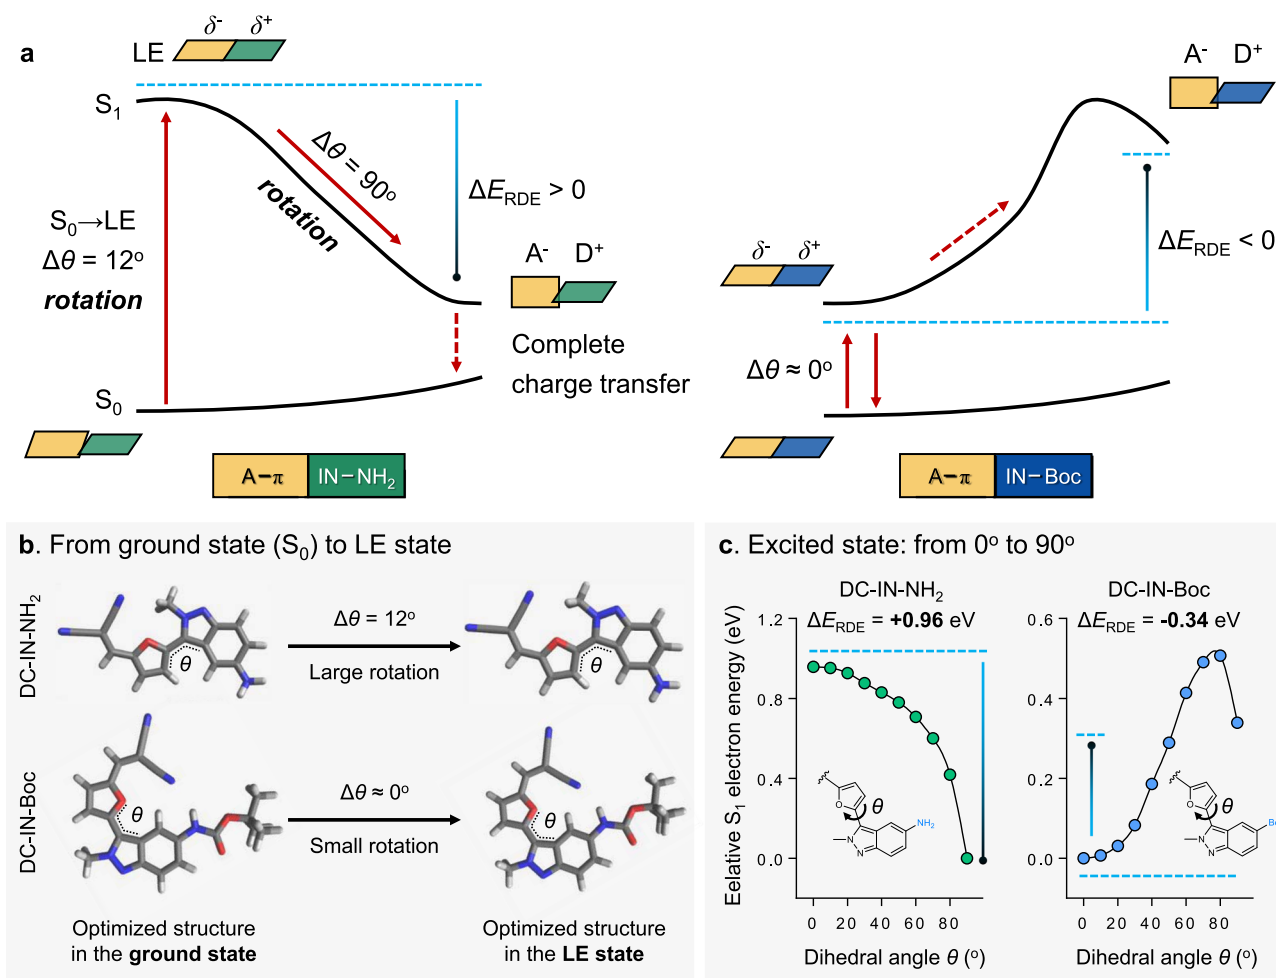 a
LE
δ- δ+
S1
Δθ = 90º
rotation
ΔE_RDE > 0
S0→LE
Δθ = 12º
rotation
A- D+
Complete
charge transfer
S0
A–π IN–NH2
A- D+
ΔE_RDE < 0
δ- δ+
Δθ ≈ 0º
A–π IN–Boc
b. From ground state (S0) to LE state
DC-IN-NH2
Δθ = 12º
Large rotation
θ
θ
DC-IN-Boc
Δθ ≈ 0º
Small rotation
θ
θ
Optimized structure
in the ground state
Optimized structure
in the LE state
c. Excited state: from 0º to 90º
Eelative S1 electron energy (eV)
DC-IN-NH2
ΔE_RDE = +0.96 eV
1.2
0.8
0.4
0.0
O
θ
NH2
N
N
0 20 40 60 80
Dihedral angle θ (º)
DC-IN-Boc
ΔE_RDE = -0.34 eV
0.6
0.4
0.2
0.0
O
θ
N
N
0 20 40 60 80
Dihedral angle θ (º)